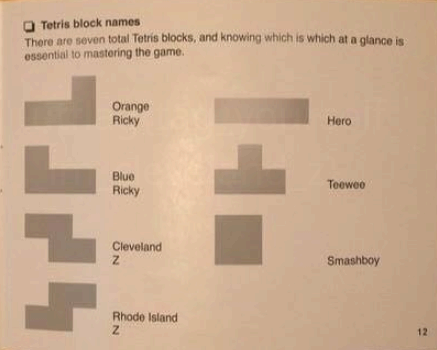 Tetris block names
There are seven total Tetris blocks, and knowing which is which at a glance is
essential to mastering the game.
Orange
Ricky
Hero
Blue
Ricky
Teewee
Cleveland
Z
Smashboy
Rhode Island
Z
12